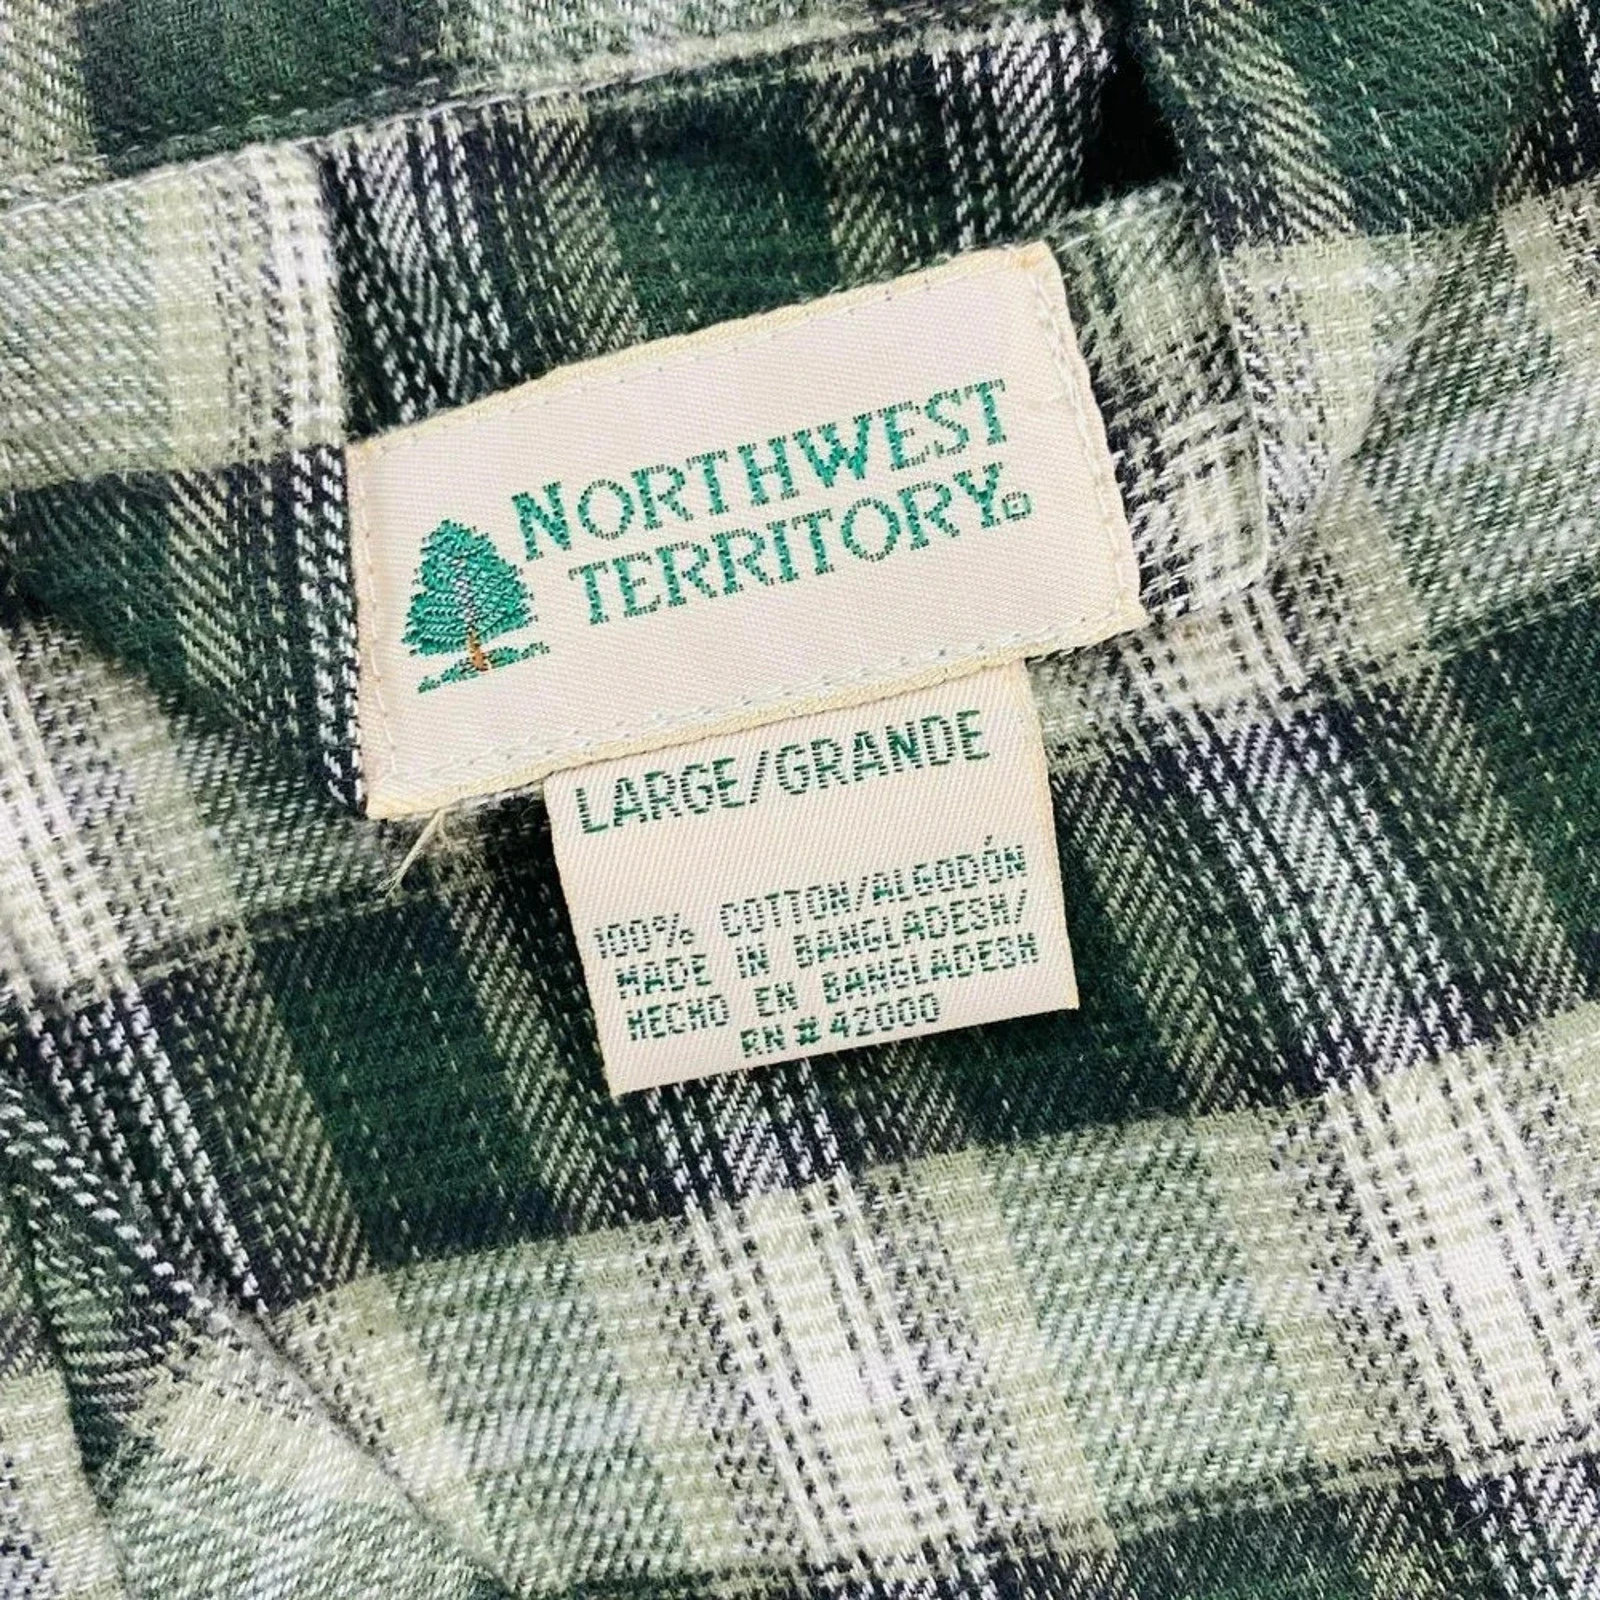 NORTHWEST
TERRITORY®
LARGE/GRANDE
100% COTTON/ALGODÓN
MADE IN BANGLADESH/
HECHO EN BANGLADESH
RN # 42000